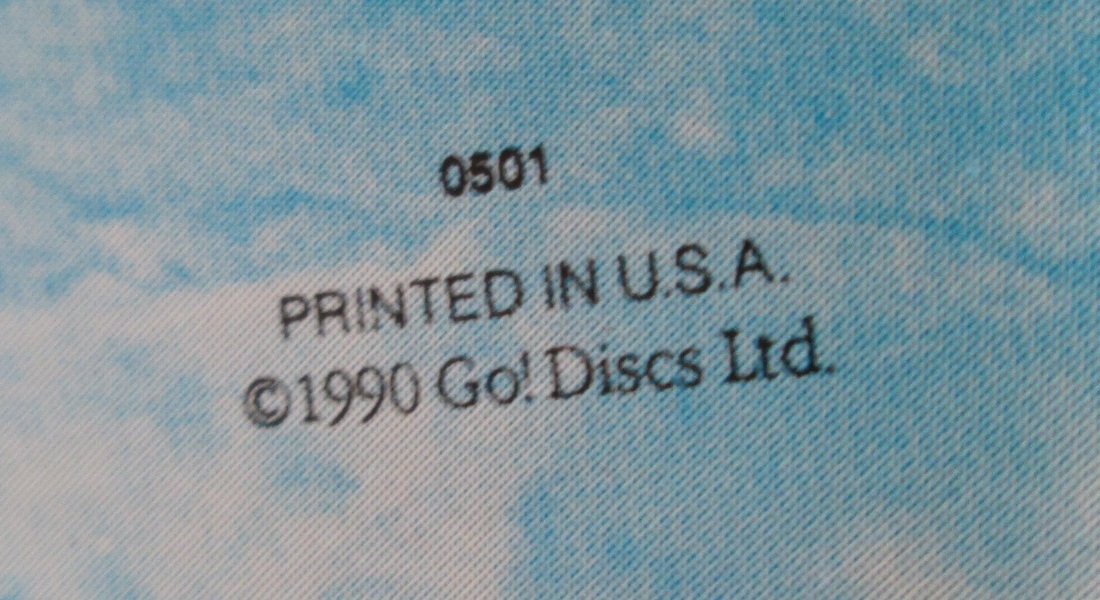 0501
PRINTED IN U.S.A.
©1990 Go! Discs Ltd.